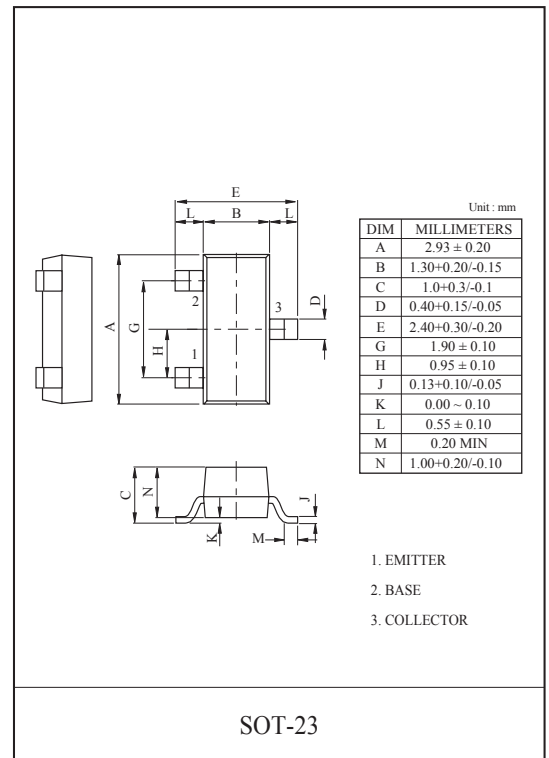 E
L B L
2
3
D
A
G
H
1
C
N
K
M
J
Unit : mm
DIM MILLIMETERS
A 2.93 ± 0.20
B 1.30+0.20/-0.15
C 1.0+0.3/-0.1
D 0.40+0.15/-0.05
E 2.40+0.30/-0.20
G 1.90 ± 0.10
H 0.95 ± 0.10
J 0.13+0.10/-0.05
K 0.00 ~ 0.10
L 0.55 ± 0.10
M 0.20 MIN
N 1.00+0.20/-0.10
1. EMITTER
2. BASE
3. COLLECTOR
SOT-23